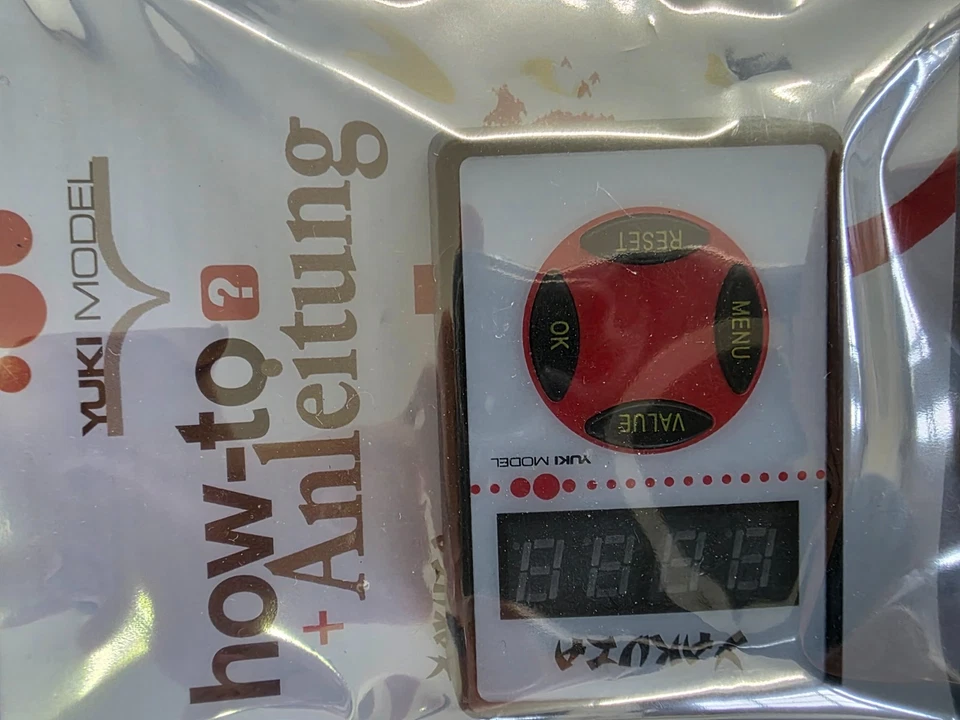 YUKI MODEL
how-to?
+ Anleitung
YAKUZA
YUKI MODEL
VALUE
MENU
OK
RESET